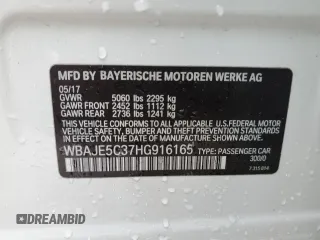 MFD BY BAYERISCHE MOTOREN WERKE AG
05/17
GVWR 5060 lbs 2295 kg
GAWR FRONT 2452 lbs 1112 kg
GAWR REAR 2736 lbs 1241 kg
THIS VEHICLE CONFORMS TO ALL APPLICABLE U.S. FEDERAL
MOTOR VEHICLE SAFETY, BUMPER, AND THEFT PREVENTION STANDARDS
IN EFFECT ON THE DATE OF MANUFACTURE SHOWN ABOVE.
WBAJE5C37HG916165 TYPE: PASSENGER CAR
300/0
AUTOBIDMASTER